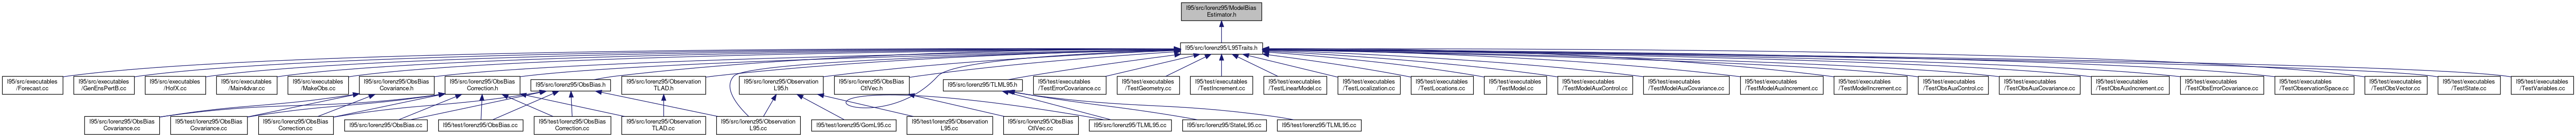 l95/src/lorenz95/ModelBias
Estimator.h
l95/src/lorenz95/L95Traits.h
l95/src/executables
/Forecast.cc
l95/src/executables
/GenEnsPertB.cc
l95/src/executables
/HofX.cc
l95/src/executables
/Main4dvar.cc
l95/src/executables
/MakeObs.cc
l95/src/lorenz95/ObsBias
Covariance.h
l95/src/lorenz95/ObsBias
Correction.h
l95/src/lorenz95/ObsBias.h
l95/src/lorenz95/Observation
TLAD.h
l95/src/lorenz95/Observation
L95.h
l95/src/lorenz95/ObsBias
CtlVec.h
l95/src/lorenz95/TLML95.h
l95/test/executables
/TestErrorCovariance.cc
l95/test/executables
/TestGeometry.cc
l95/test/executables
/TestIncrement.cc
l95/test/executables
/TestLinearModel.cc
l95/test/executables
/TestLocalization.cc
l95/test/executables
/TestLocations.cc
l95/test/executables
/TestModel.cc
l95/test/executables
/TestModelAuxControl.cc
l95/test/executables
/TestModelAuxCovariance.cc
l95/test/executables
/TestModelAuxIncrement.cc
l95/test/executables
/TestModelIncrement.cc
l95/test/executables
/TestObsAuxControl.cc
l95/test/executables
/TestObsAuxCovariance.cc
l95/test/executables
/TestObsAuxIncrement.cc
l95/test/executables
/TestObsErrorCovariance.cc
l95/test/executables
/TestObservationSpace.cc
l95/test/executables
/TestObsVector.cc
l95/test/executables
/TestState.cc
l95/test/executables
/TestVariables.cc
l95/src/lorenz95/ObsBias
Covariance.cc
l95/test/lorenz95/ObsBias
Covariance.cc
l95/src/lorenz95/ObsBias
Correction.cc
l95/src/lorenz95/ObsBias.cc
l95/test/lorenz95/ObsBias.cc
l95/test/lorenz95/ObsBias
Correction.cc
l95/src/lorenz95/Observation
TLAD.cc
l95/src/lorenz95/Observation
L95.cc
l95/test/lorenz95/GomL95.cc
l95/test/lorenz95/Observation
L95.cc
l95/src/lorenz95/ObsBias
CtlVec.cc
l95/src/lorenz95/TLML95.cc
l95/src/lorenz95/StateL95.cc
l95/test/lorenz95/TLML95.cc